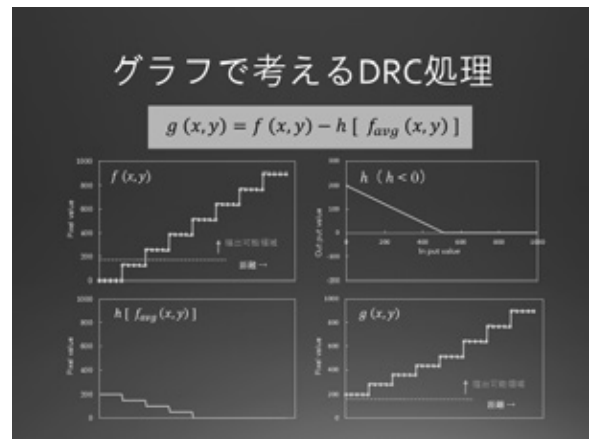 グラフで考えるDRC処理
g (x,y) = f (x,y) − h [ f_avg (x,y) ]
f (x,y)
1000
800
600
400
200
0
Pixel value
↑ 描出可能領域
距離 →
h（h<0）
300
200
100
0
-100
-200
Out put value
0 200 400 600 800 1000
In put value
h [ f_avg (x,y) ]
1000
800
600
400
200
0
Pixel value
g (x,y)
1000
800
600
400
200
0
Pixel value
↑ 描出可能領域
距離 →